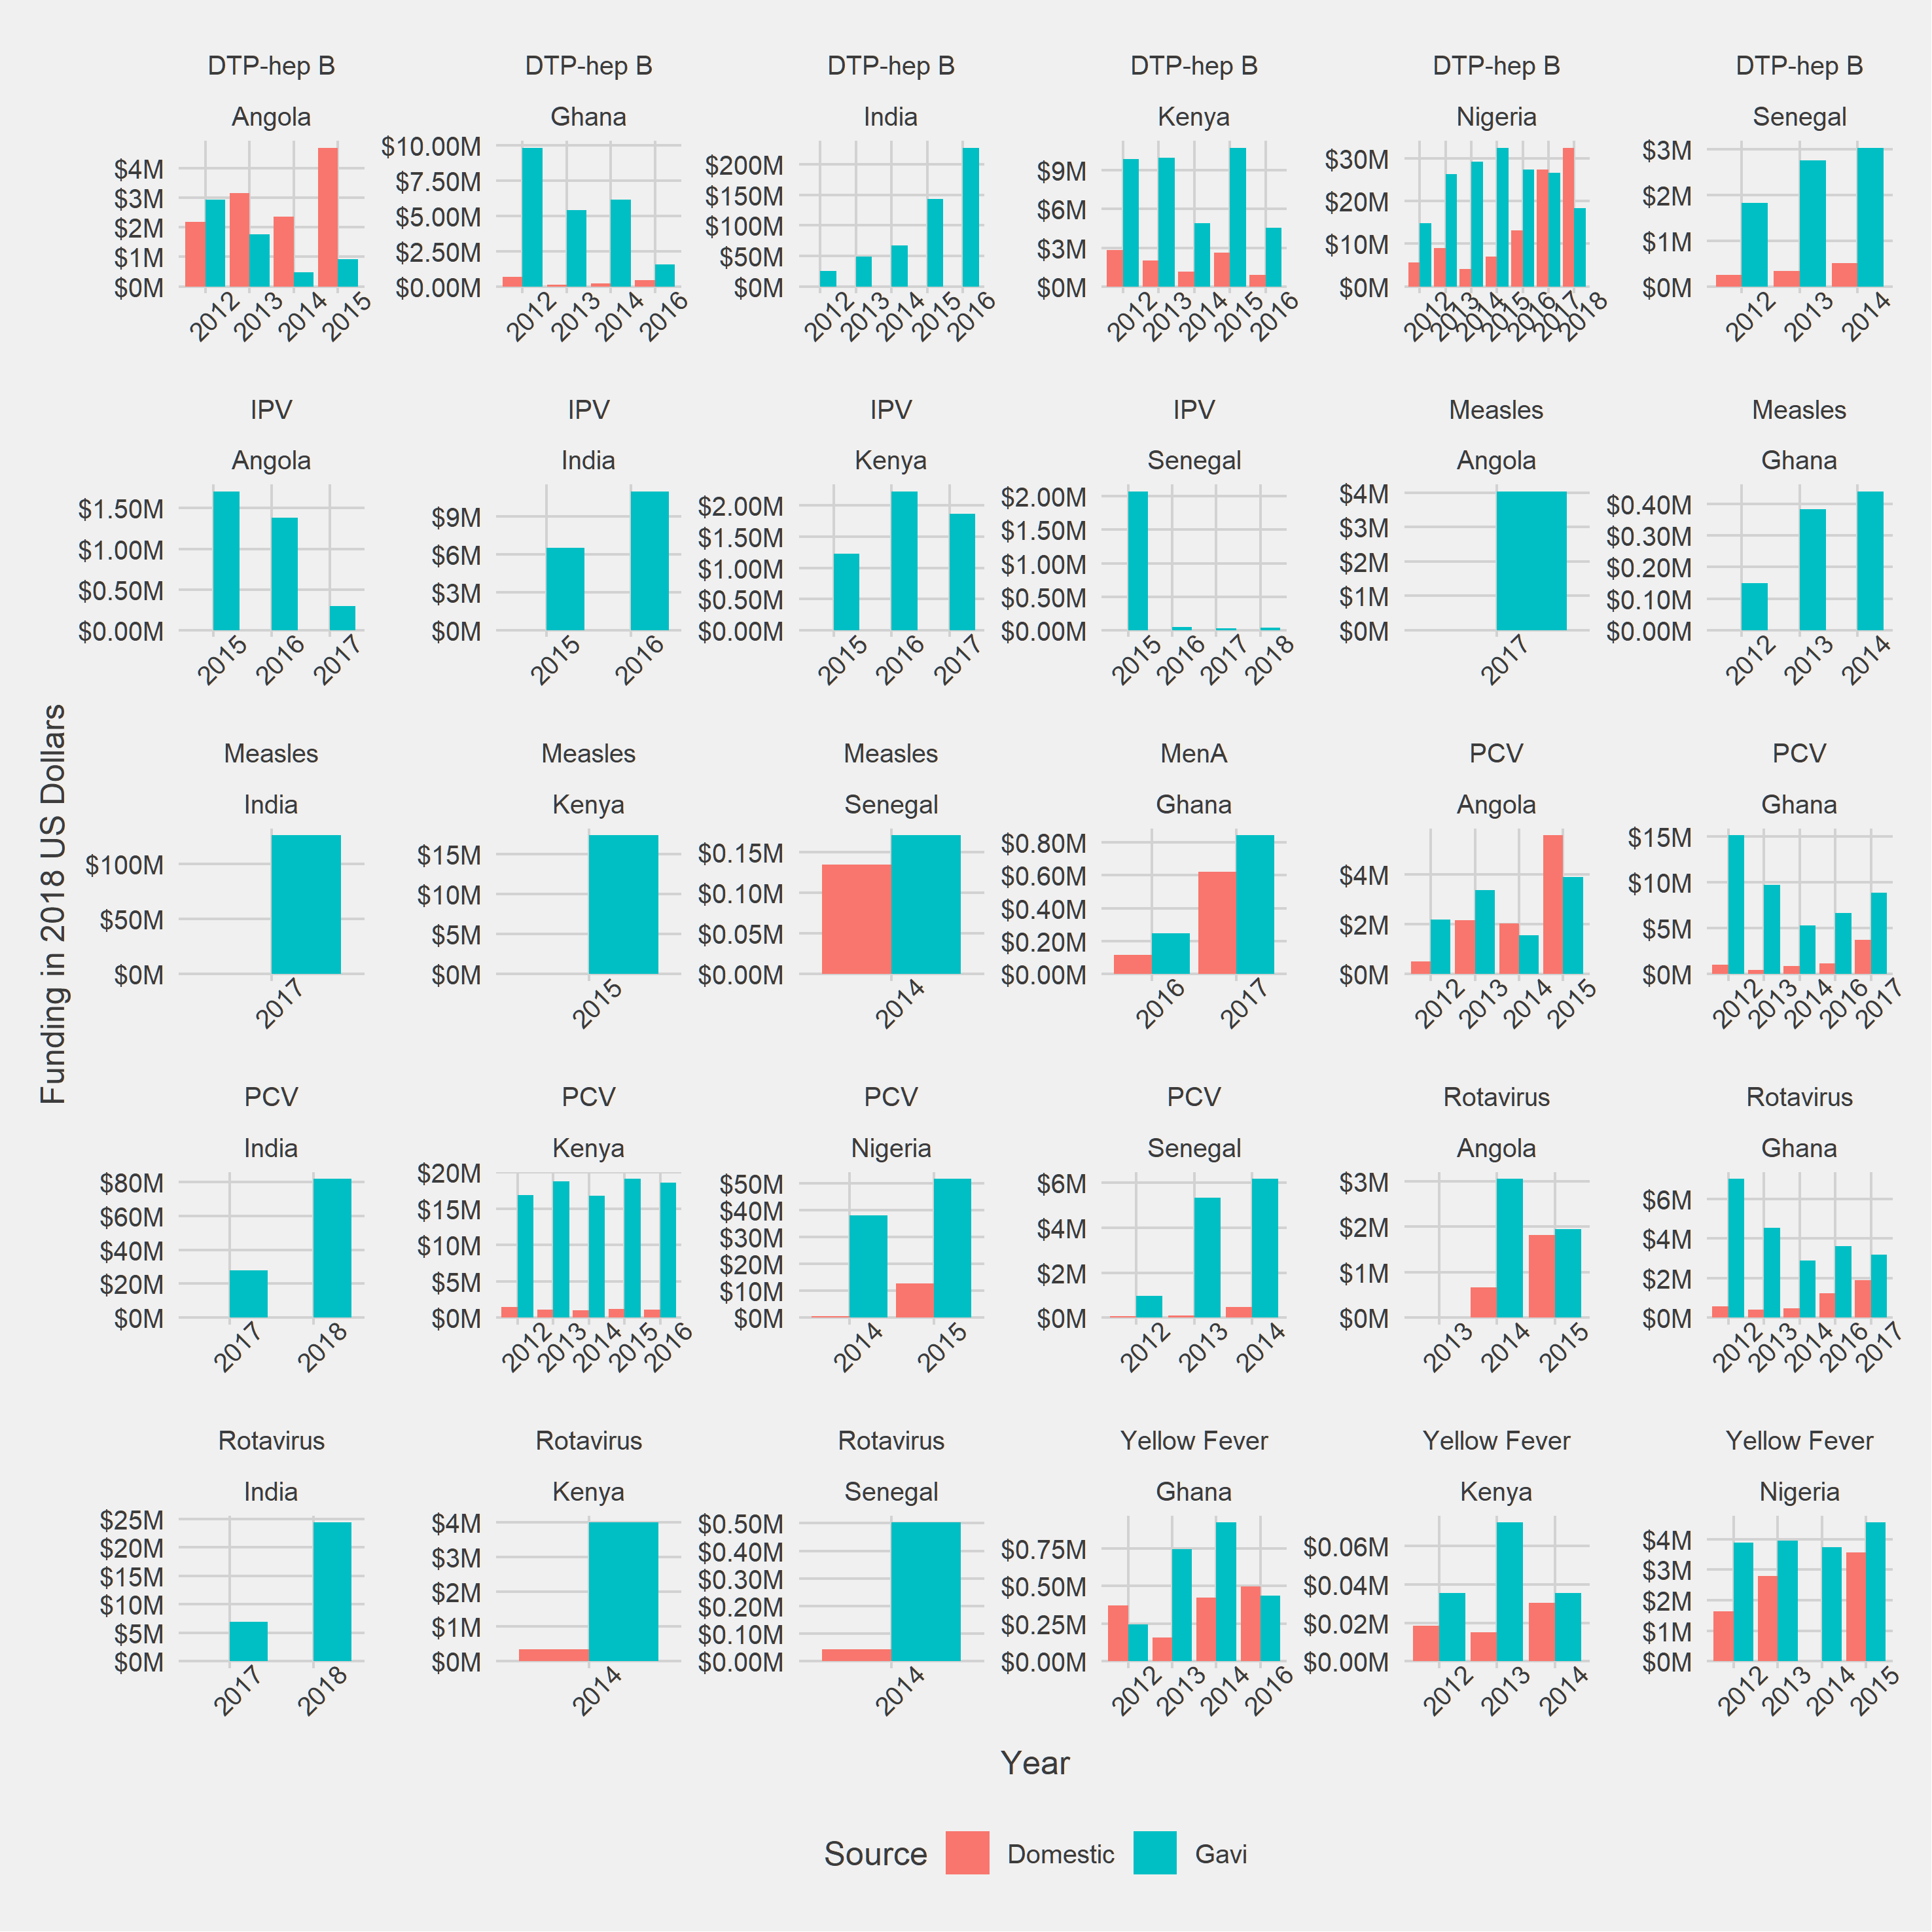 DTP-hep B DTP-hep B DTP-hep B DTP-hep B DTP-hep B DTP-hep B
Angola Ghana India Kenya Nigeria Senegal
$4M
$3M
$2M
$1M
$0M
2012 2013 2014 2015
$10.00M
$7.50M
$5.00M
$2.50M
$0.00M
2012 2013 2014 2016
$200M
$150M
$100M
$50M
$0M
2012 2013 2014 2015 2016
$9M
$6M
$3M
$0M
2012 2013 2014 2015 2016
$30M
$20M
$10M
$0M
2012 2013 2014 2015 2016 2017 2018
$3M
$2M
$1M
$0M
2012 2013 2014
IPV IPV IPV IPV Measles Measles
Angola India Kenya Senegal Angola Ghana
$1.50M
$1.00M
$0.50M
$0.00M
2015 2016 2017
$9M
$6M
$3M
$0M
2015 2016
$2.00M
$1.50M
$1.00M
$0.50M
$0.00M
2015 2016 2017
$2.00M
$1.50M
$1.00M
$0.50M
$0.00M
2015 2016 2017 2018
$4M
$3M
$2M
$1M
$0M
2017
$0.40M
$0.30M
$0.20M
$0.10M
$0.00M
2012 2013 2014
Funding in 2018 US Dollars
Measles Measles Measles MenA PCV PCV
India Kenya Senegal Ghana Angola Ghana
$100M
$50M
$0M
2017
$15M
$10M
$5M
$0M
2015
$0.15M
$0.10M
$0.05M
$0.00M
2014
$0.80M
$0.60M
$0.40M
$0.20M
$0.00M
2016 2017
$4M
$2M
$0M
2012 2013 2014 2015
$15M
$10M
$5M
$0M
2012 2013 2014 2016 2017
PCV PCV PCV PCV Rotavirus Rotavirus
India Kenya Nigeria Senegal Angola Ghana
$80M
$60M
$40M
$20M
$0M
2017 2018
$20M
$15M
$10M
$5M
$0M
2012 2013 2014 2015 2016
$50M
$40M
$30M
$20M
$10M
$0M
2014 2015
$6M
$4M
$2M
$0M
2012 2013 2014
$3M
$2M
$1M
$0M
2013 2014 2015
$6M
$4M
$2M
$0M
2012 2013 2014 2016 2017
Rotavirus Rotavirus Rotavirus Yellow Fever Yellow Fever Yellow Fever
India Kenya Senegal Ghana Kenya Nigeria
$25M
$20M
$15M
$10M
$5M
$0M
2017 2018
$4M
$3M
$2M
$1M
$0M
2014
$0.50M
$0.40M
$0.30M
$0.20M
$0.10M
$0.00M
2014
$0.75M
$0.50M
$0.25M
$0.00M
2012 2013 2014 2016
$0.06M
$0.04M
$0.02M
$0.00M
2012 2013 2014
$4M
$3M
$2M
$1M
$0M
2012 2013 2014 2015
Year
Source Domestic Gavi